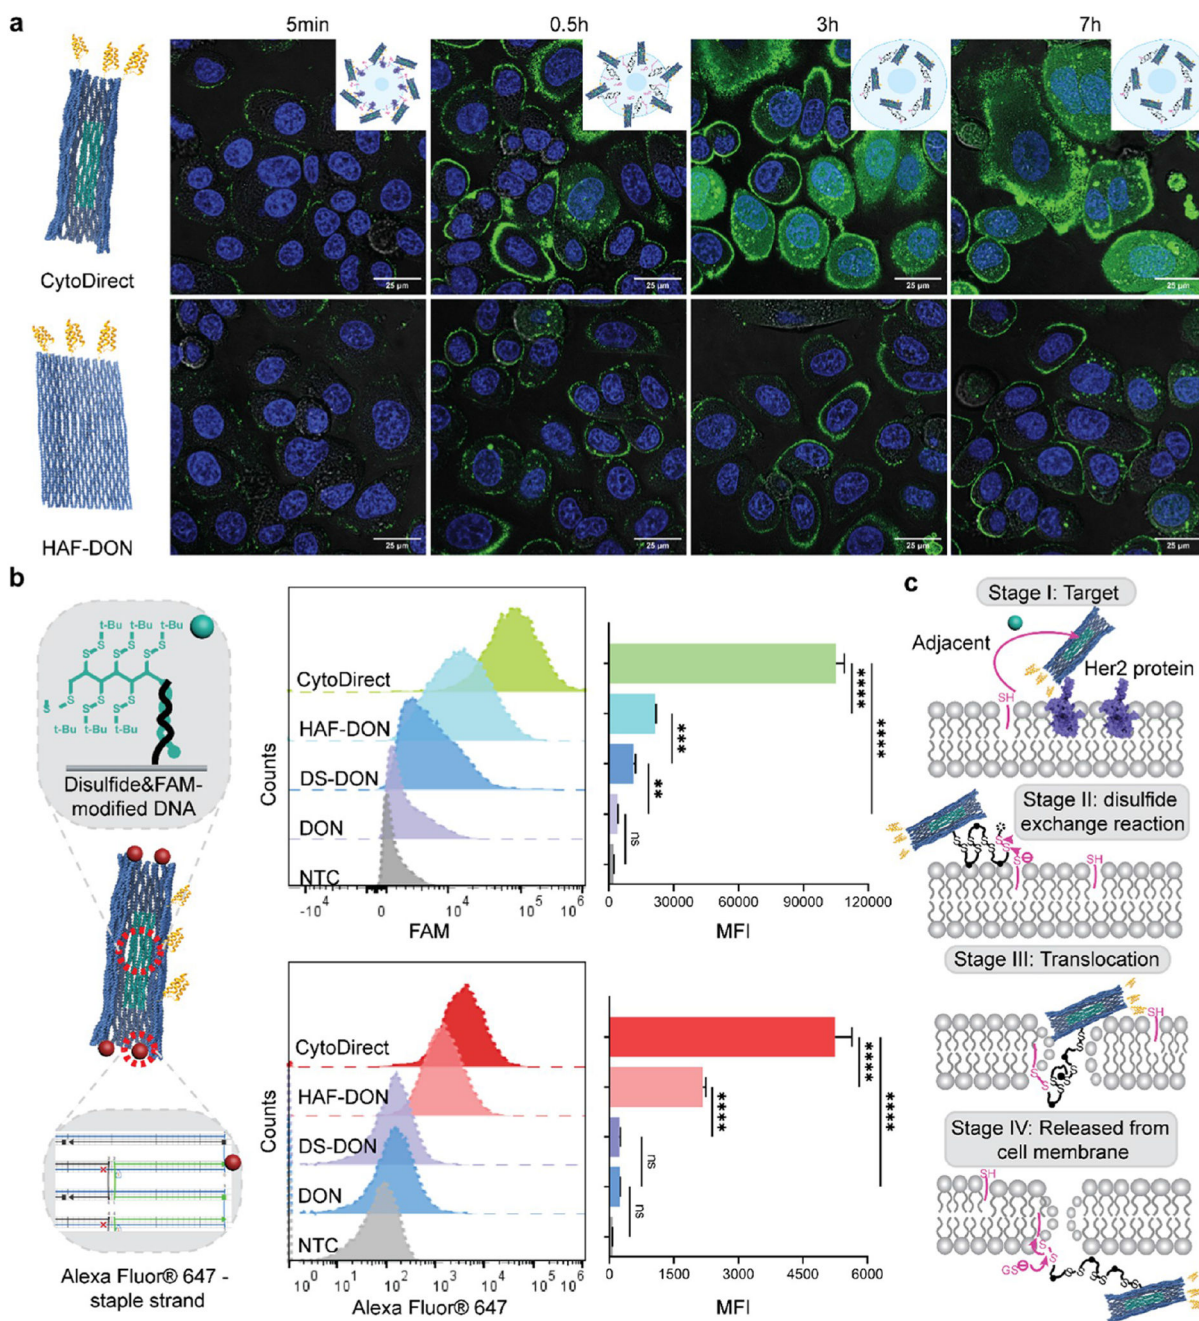 a
5min
0.5h
3h
7h
CytoDirect
25 µm
25 µm
25 µm
25 µm
HAF-DON
25 µm
25 µm
25 µm
25 µm
b
t-Bu
t-Bu
t-Bu
S
S
S
S
S
S
S
S
S
S
S
S
S
t-Bu
t-Bu
t-Bu
Disulfide&FAM-
modified DNA
Alexa Fluor® 647 -
staple strand
Counts
CytoDirect
HAF-DON
DS-DON
DON
NTC
-10⁴
0
10⁴
10⁵
10⁶
FAM
****
****
***
**
ns
0
30000
60000
90000
120000
MFI
Counts
CytoDirect
HAF-DON
DS-DON
DON
NTC
10⁰
10¹
10²
10³
10⁴
10⁵
10⁶
Alexa Fluor® 647
****
****
****
ns
ns
0
1500
3000
4500
6000
MFI
c
Stage I: Target
Adjacent
Her2 protein
SH
Stage II: disulfide
exchange reaction
SH
Stage III: Translocation
SH
Stage IV: Released from
cell membrane
SH
S
S
GS